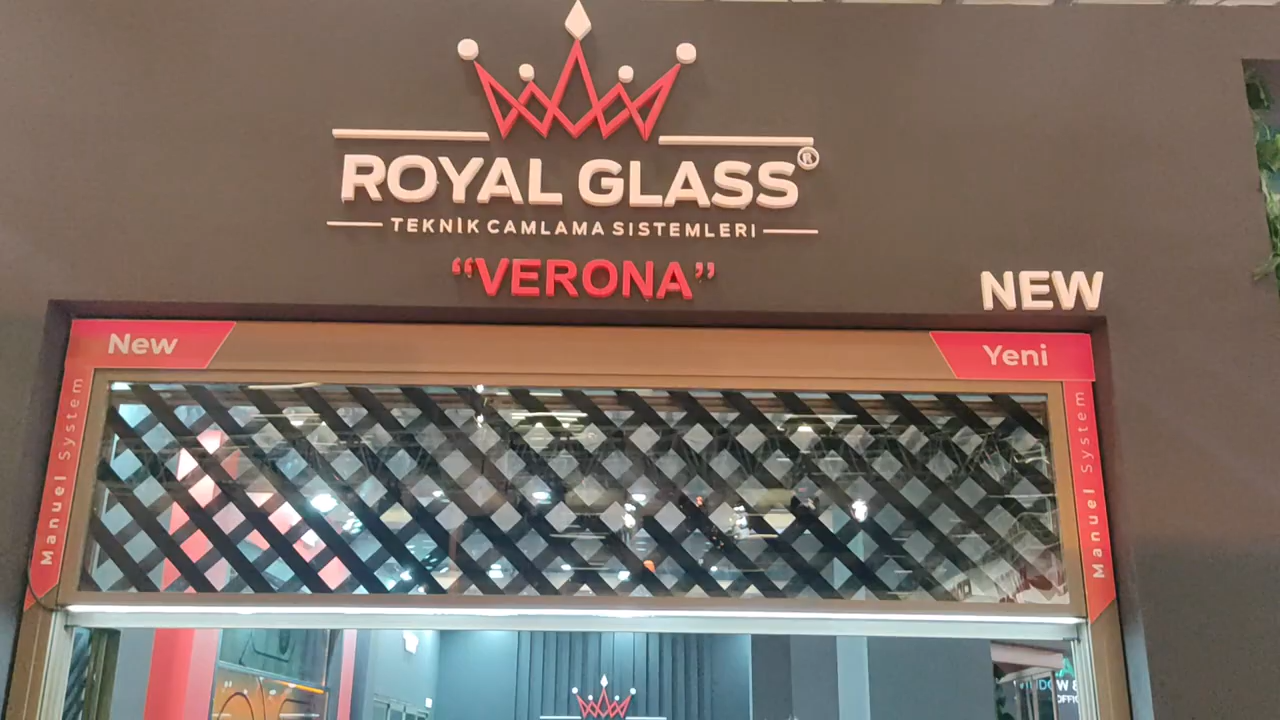 ROYAL GLASS®
TEKNİK CAMLAMA SISTEMLERI
“VERONA”
NEW
New
Yeni
Manuel System
Manuel System